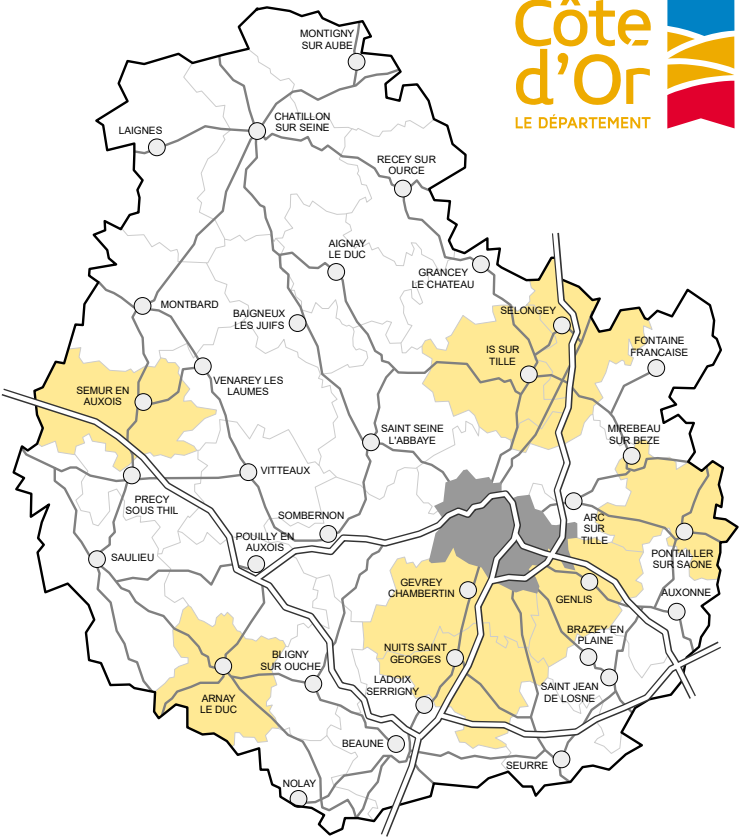 Côte
d'Or
LE DÉPARTEMENT
MONTIGNY
SUR AUBE
CHATILLON
SUR SEINE
LAIGNES
RECEY SUR
OURCE
AIGNAY
LE DUC
GRANCEY
LE CHATEAU
MONTBARD
BAIGNEUX
LES JUIFS
SELONGEY
IS SUR
TILLE
FONTAINE
FRANCAISE
VENAREY LES
LAUMES
SEMUR EN
AUXOIS
SAINT SEINE
L'ABBAYE
MIREBEAU
SUR BEZE
VITTEAUX
PRECY
SOUS THIL
SOMBERNON
ARC
SUR
TILLE
POUILLY EN
AUXOIS
SAULIEU
PONTAILLER
SUR SAONE
GEVREY
CHAMBERTIN
GENLIS
AUXONNE
BRAZEY EN
PLAINE
NUITS SAINT
GEORGES
BLIGNY
SUR OUCHE
LADOIX
SERRIGNY
SAINT JEAN
DE LOSNE
ARNAY
LE DUC
BEAUNE
SEURRE
NOLAY